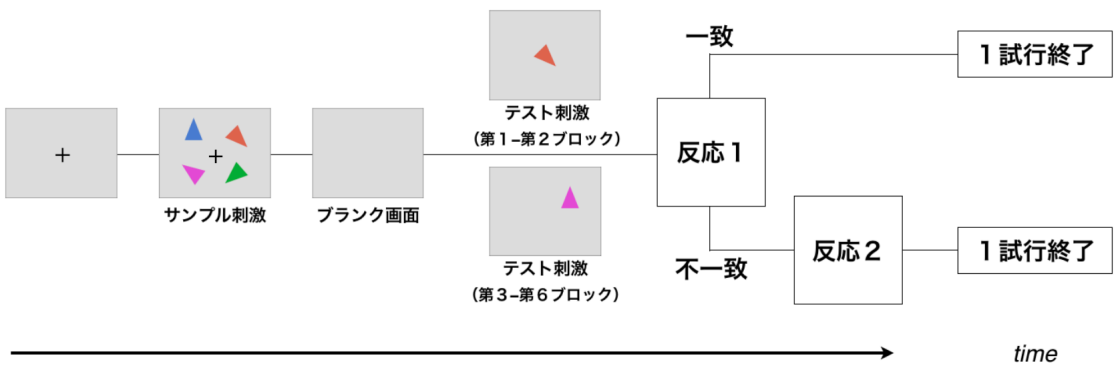 一致
1試行終了
テスト刺激
(第1–第2ブロック)
+
+
反応1
サンプル刺激
ブランク画面
テスト刺激
(第3–第6ブロック)
不一致
反応2
1試行終了
time